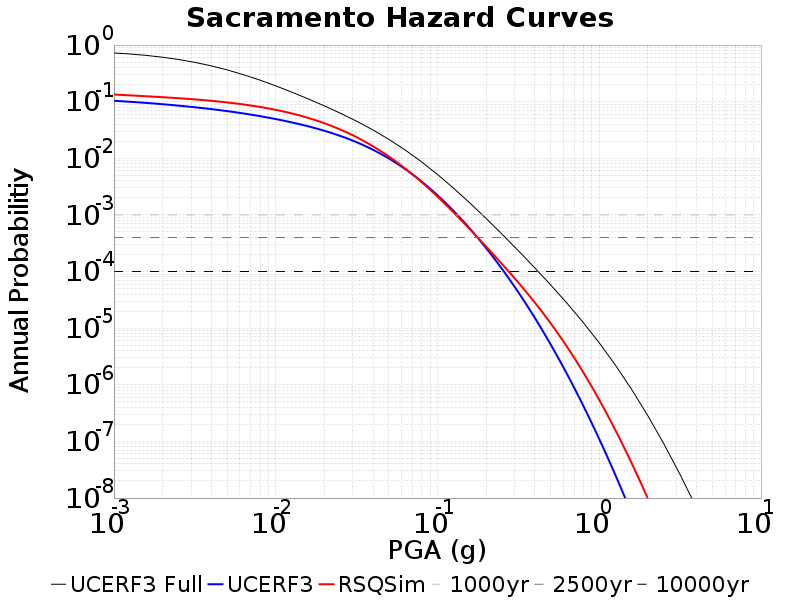 Sacramento Hazard Curves
10^0
10^-1
10^-2
10^-3
10^-4
10^-5
10^-6
10^-7
10^-8
Annual Probabilitiy
10^-3 10^-2 10^-1 10^0 10^1
PGA (g)
UCERF3 Full UCERF3 RSQSim 1000yr 2500yr 10000yr